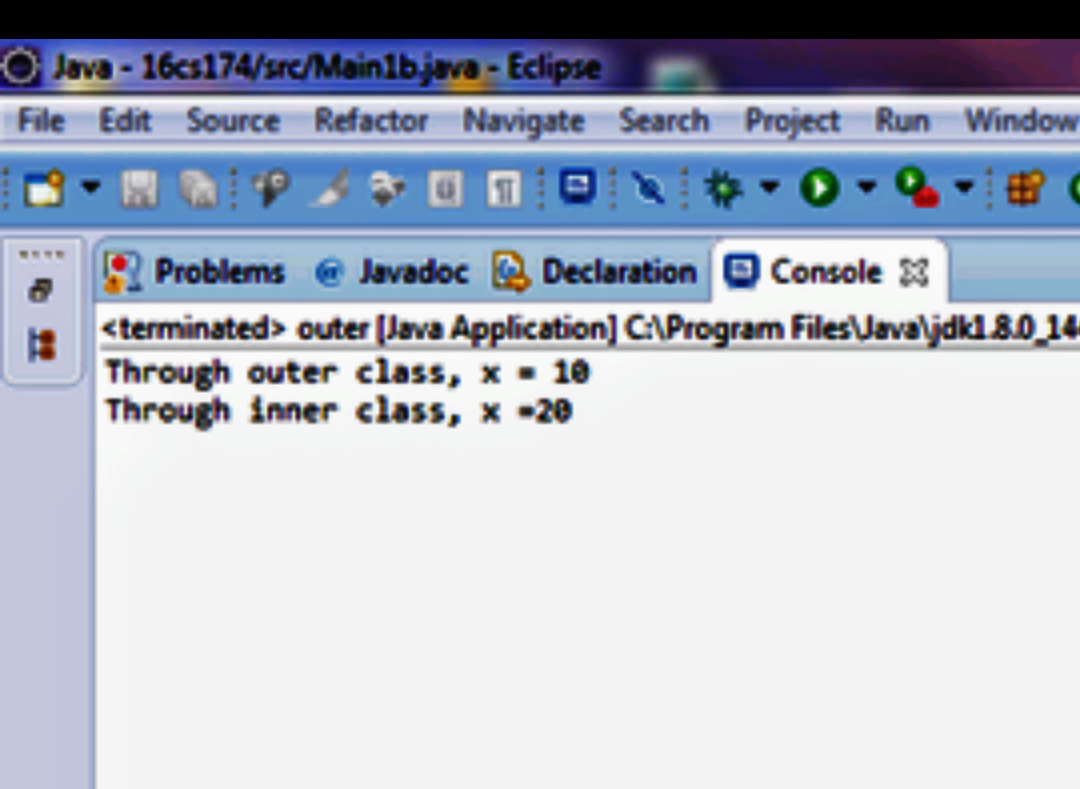 Java - 16cs174/src/Main1b.java - Eclipse
File Edit Source Refactor Navigate Search Project Run Window
Problems @ Javadoc Declaration Console
<terminated> outer [Java Application] C:\Program Files\Java\jdk1.8.0_14
Through outer class, x = 10
Through inner class, x =20